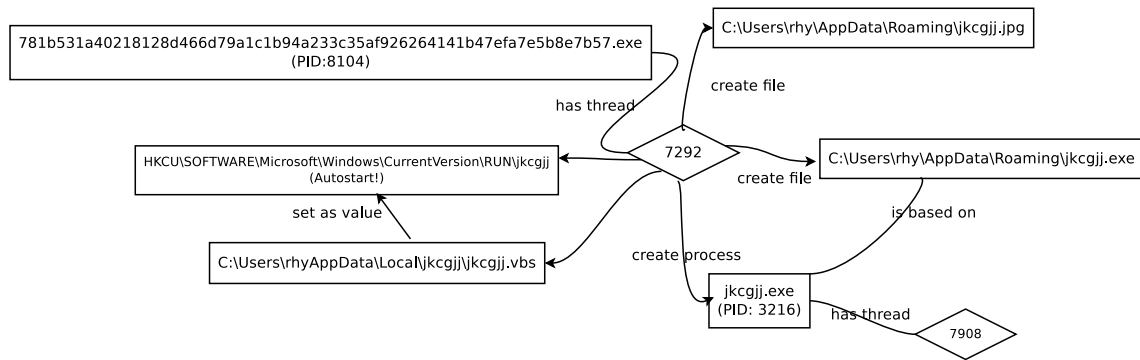 C:\Users\rhy\AppData\Roaming\jkcgjj.jpg
781b531a40218128d466d79a1c1b94a233c35af926264141b47efa7e5b8e7b57.exe
(PID:8104)
create file
has thread
7292
HKCU\SOFTWARE\Microsoft\Windows\CurrentVersion\RUN\jkcgjj
(Autostart!)
C:\Users\rhy\AppData\Roaming\jkcgjj.exe
create file
set as value
is based on
C:\Users\rhyAppData\Local\jkcgjj\jkcgjj.vbs
create process
jkcgjj.exe
(PID: 3216)
has thread
7908